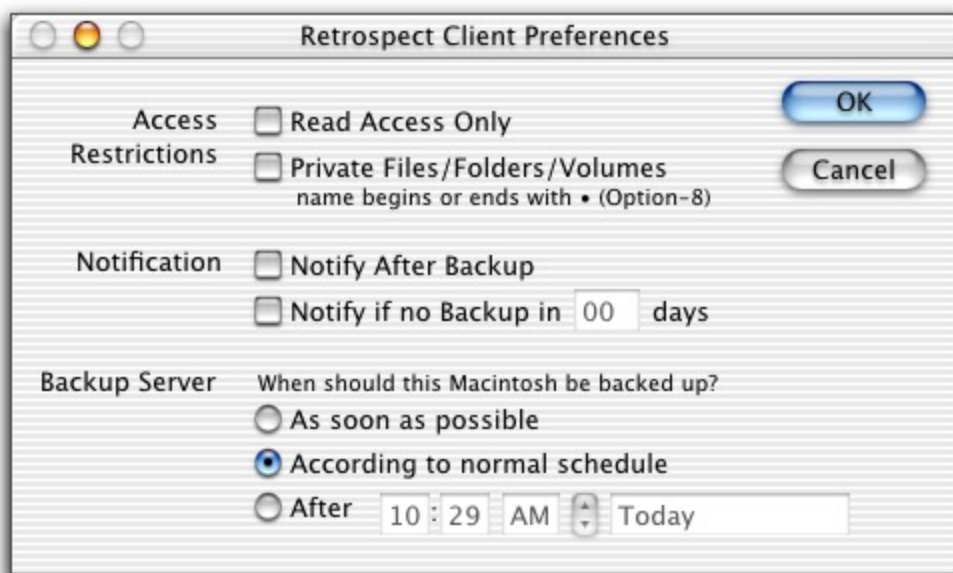 Retrospect Client Preferences
Access Restrictions
Read Access Only
Private Files/Folders/Volumes
name begins or ends with • (Option-8)
OK
Cancel
Notification
Notify After Backup
Notify if no Backup in 00 days
Backup Server
When should this Macintosh be backed up?
As soon as possible
According to normal schedule
After 10:29 AM Today